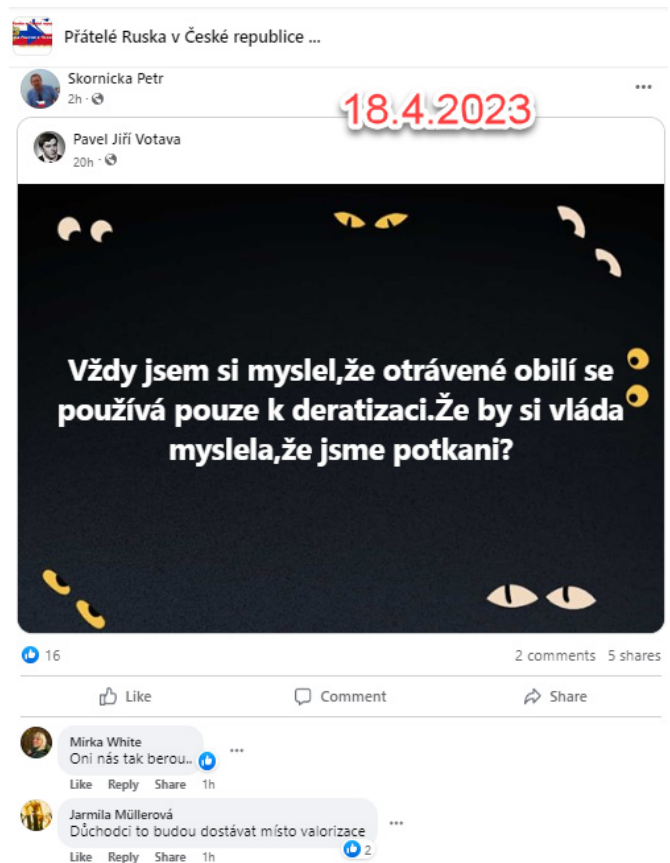 Přátelé Ruska v České republice ...
Skornicka Petr
2h ·
18.4.2023
Pavel Jiří Votava
20h ·
Vždy jsem si myslel,že otrávené obilí se
používá pouze k deratizaci.Že by si vláda
myslela,že jsme potkani?
16
2 comments 5 shares
Like Comment Share
Mirka White
Oni nás tak berou..
Like Reply Share 1h
Jarmila Müllerová
Důchodci to budou dostávat místo valorizace
2
Like Reply Share 1h